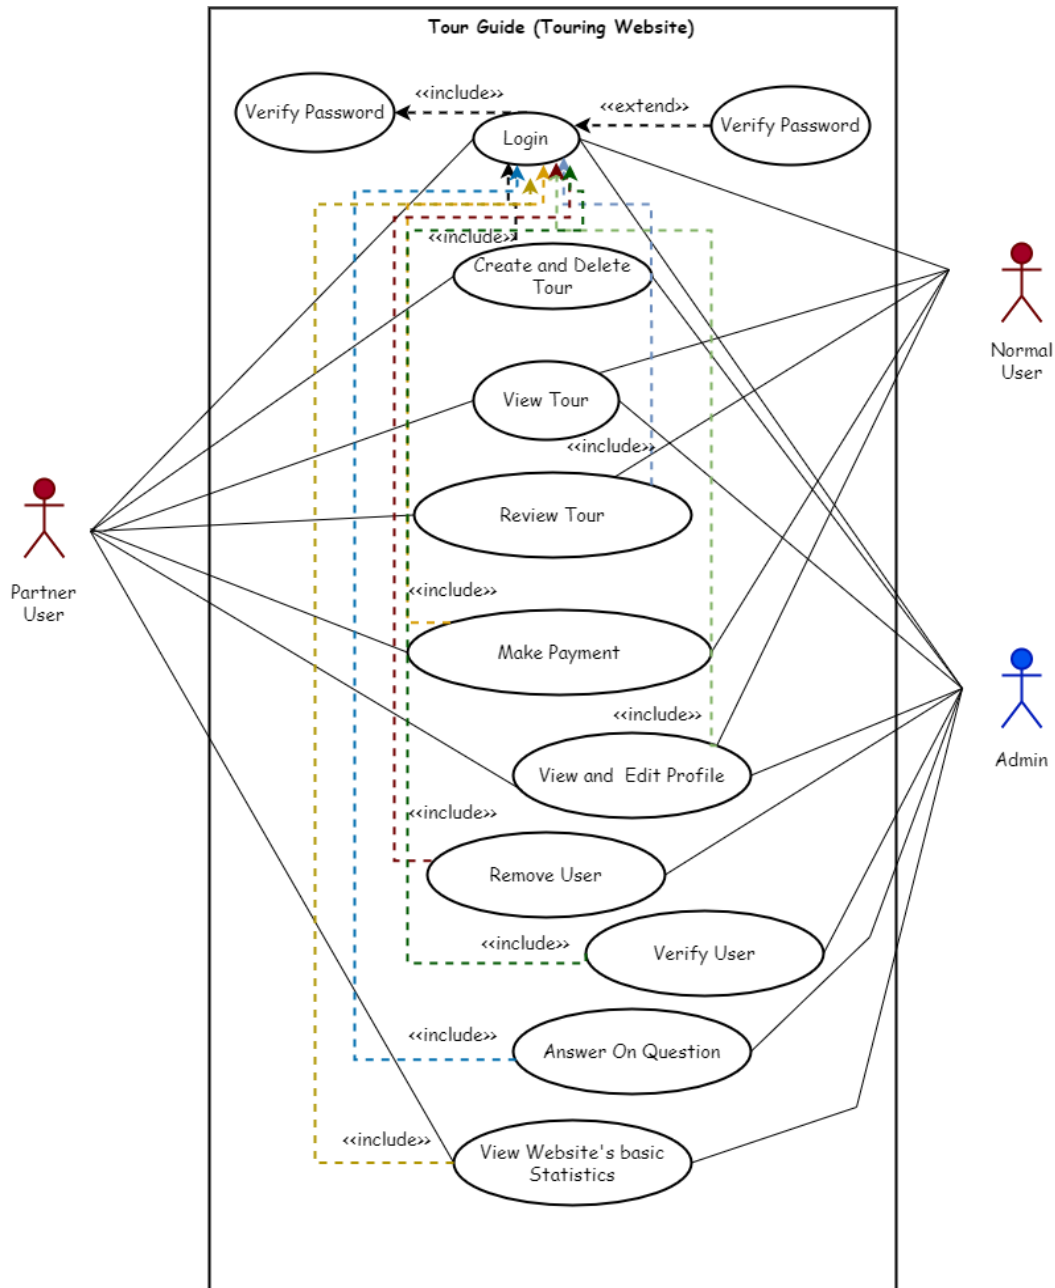 Tour Guide (Touring Website)
<<include>>
<<extend>>
Verify Password
Verify Password
Login
<<include>>
Create and Delete
Tour
Normal
User
View Tour
<<include>>
Review Tour
Partner
User
<<include>>
Make Payment
<<include>>
Admin
View and Edit Profile
<<include>>
Remove User
<<include>>
Verify User
<<include>>
Answer On Question
<<include>>
View Website's basic
Statistics